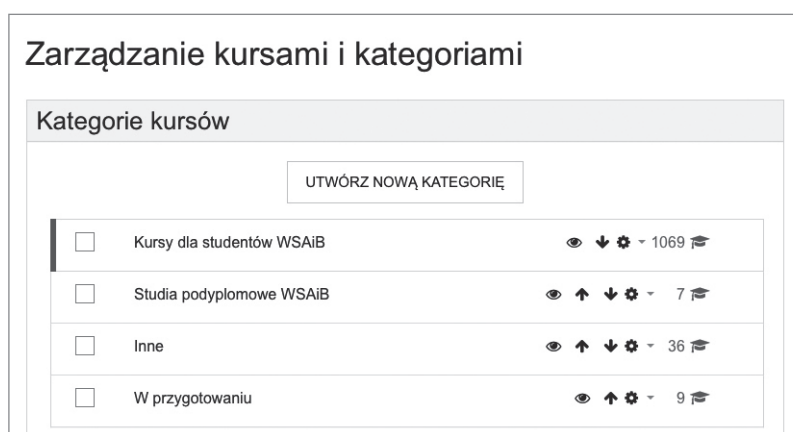 Zarządzanie kursami i kategoriami
Kategorie kursów
UTWÓRZ NOWĄ KATEGORIĘ
Kursy dla studentów WSAiB 1069
Studia podyplomowe WSAiB 7
Inne 36
W przygotowaniu 9